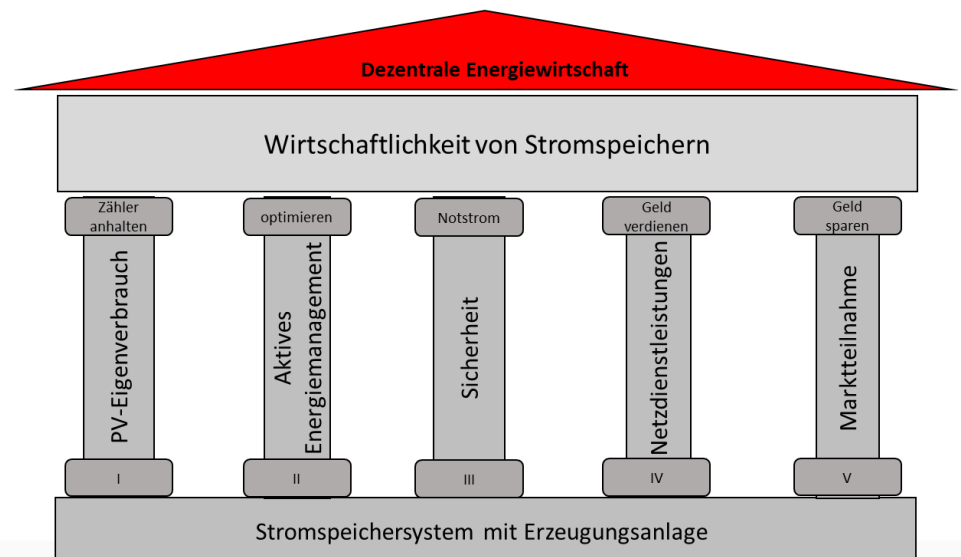 Dezentrale Energiewirtschaft
Wirtschaftlichkeit von Stromspeichern
Zähler
anhalten
optimieren
Notstrom
Geld
verdienen
Geld
sparen
PV-Eigenverbrauch
Aktives
Energiemanagement
Sicherheit
Netzdienstleistungen
Marktteilnahme
I
II
III
IV
V
Stromspeichersystem mit Erzeugungsanlage